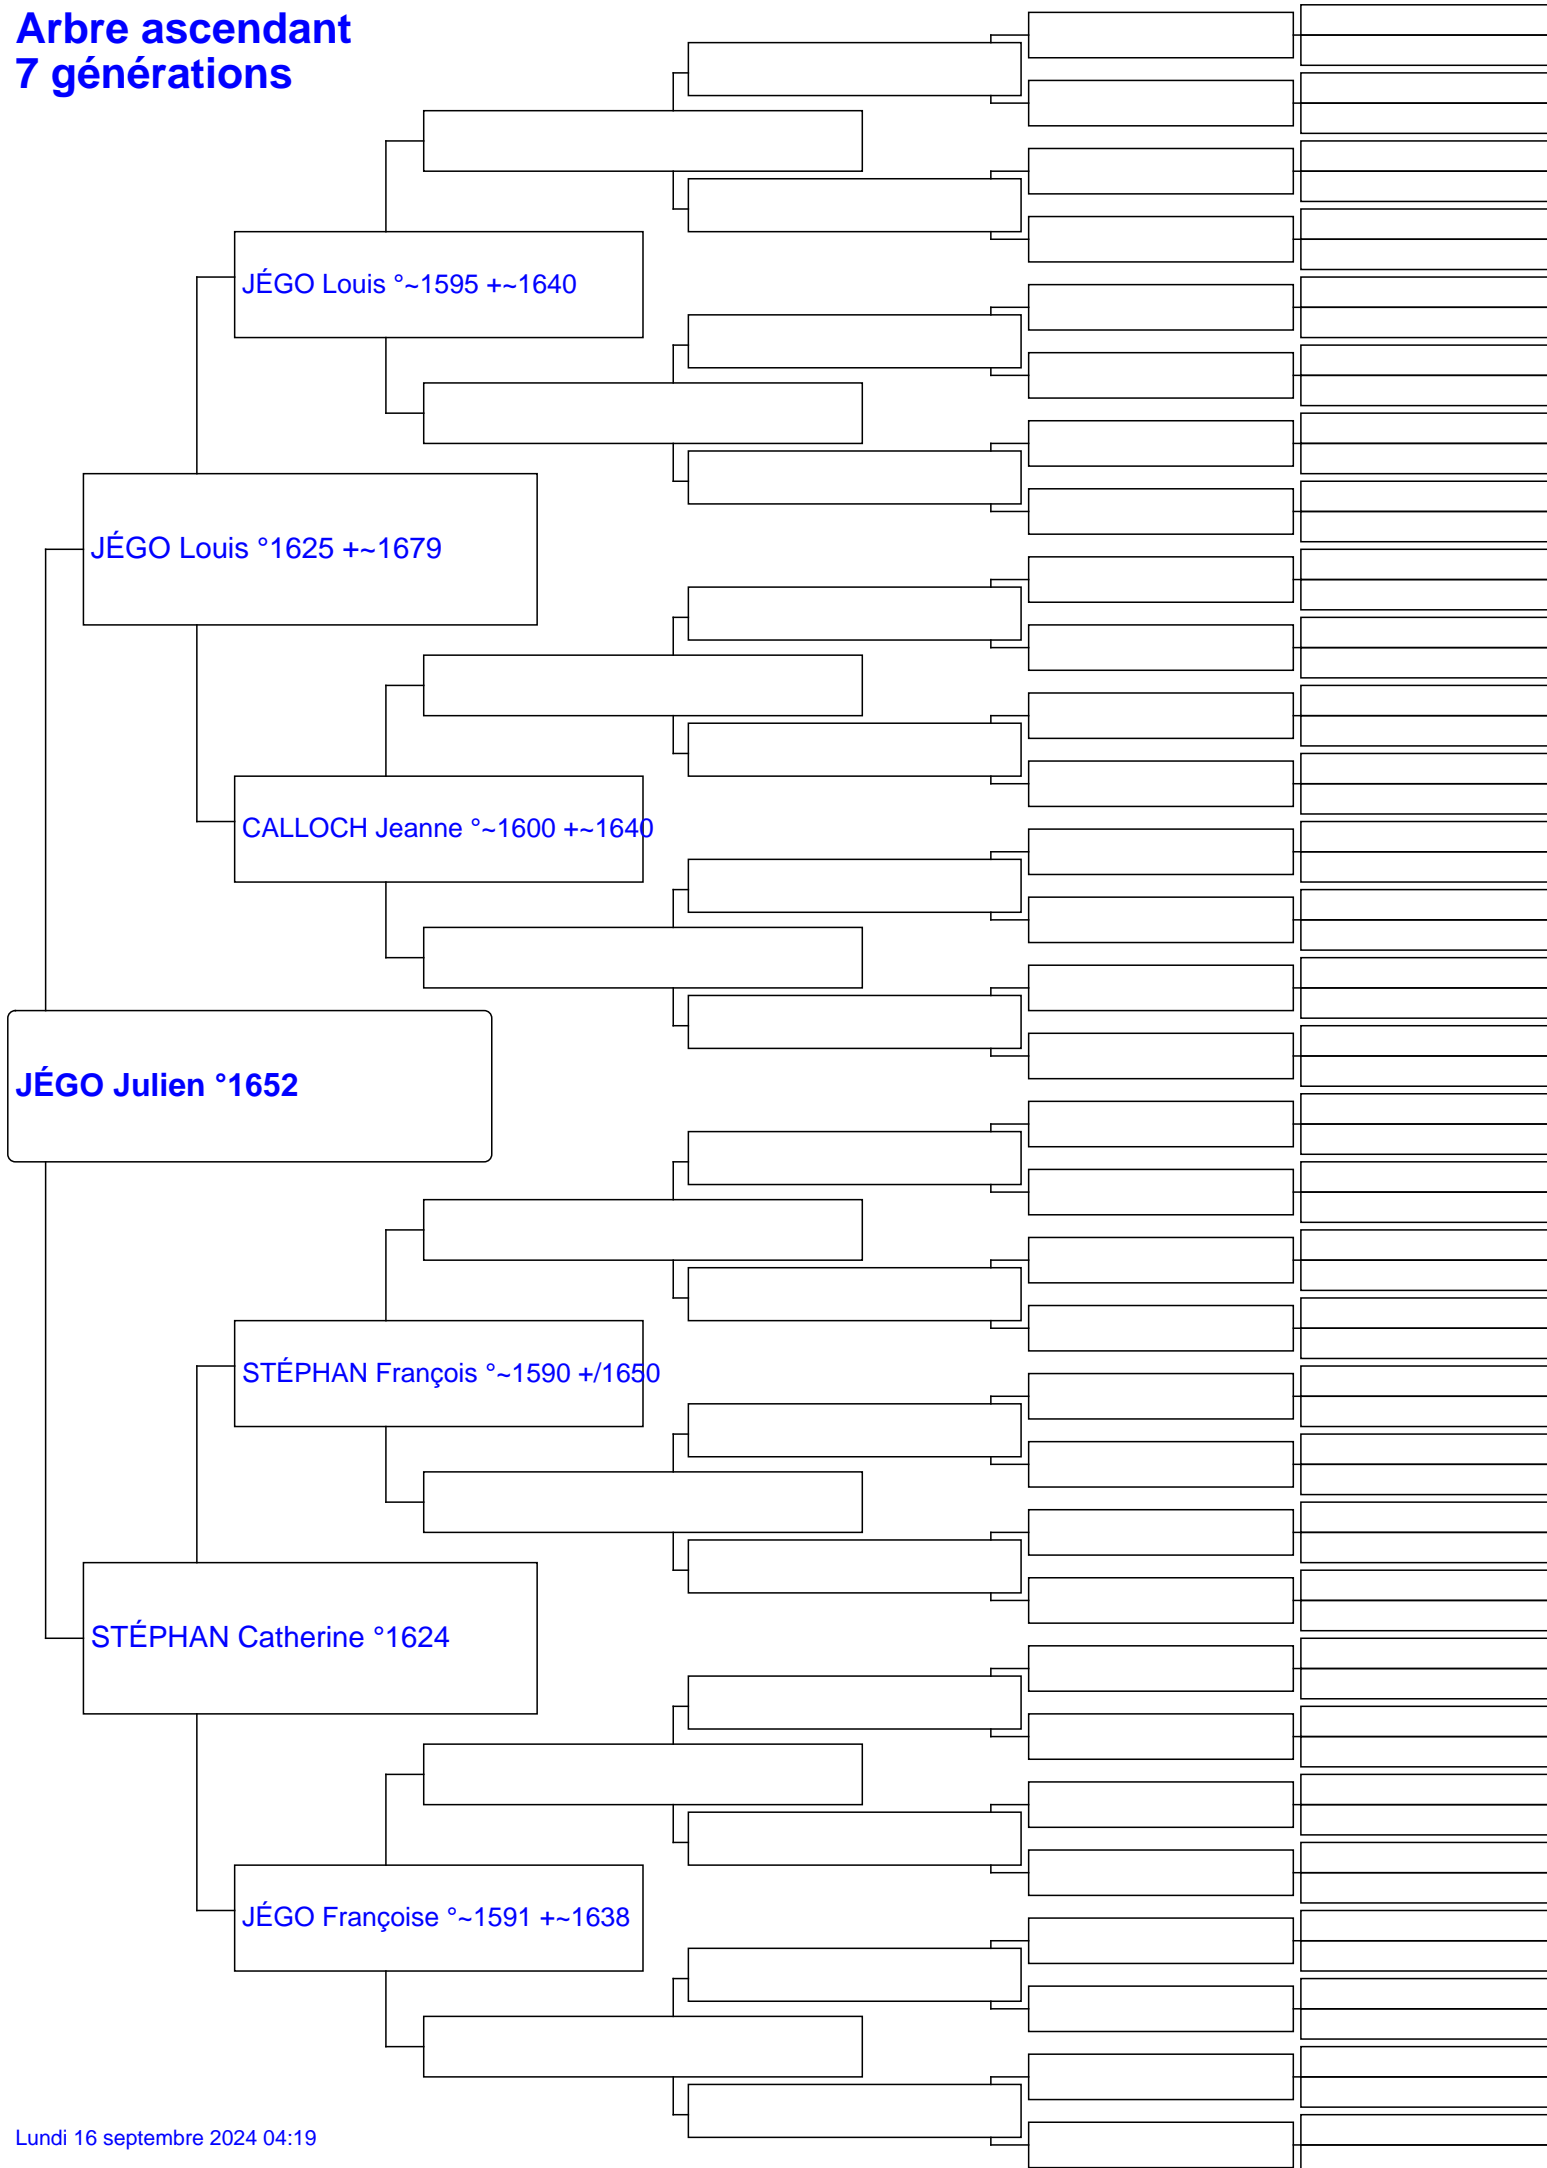 Arbre ascendant
7 générations
JÉGO Louis °~1595 +~1640
JÉGO Louis °1625 +~1679
CALLOCH Jeanne °~1600 +~1640
JÉGO Julien °1652
STÉPHAN François °~1590 +/1650
STÉPHAN Catherine °1624
JÉGO Françoise °~1591 +~1638
Lundi 16 septembre 2024 04:19